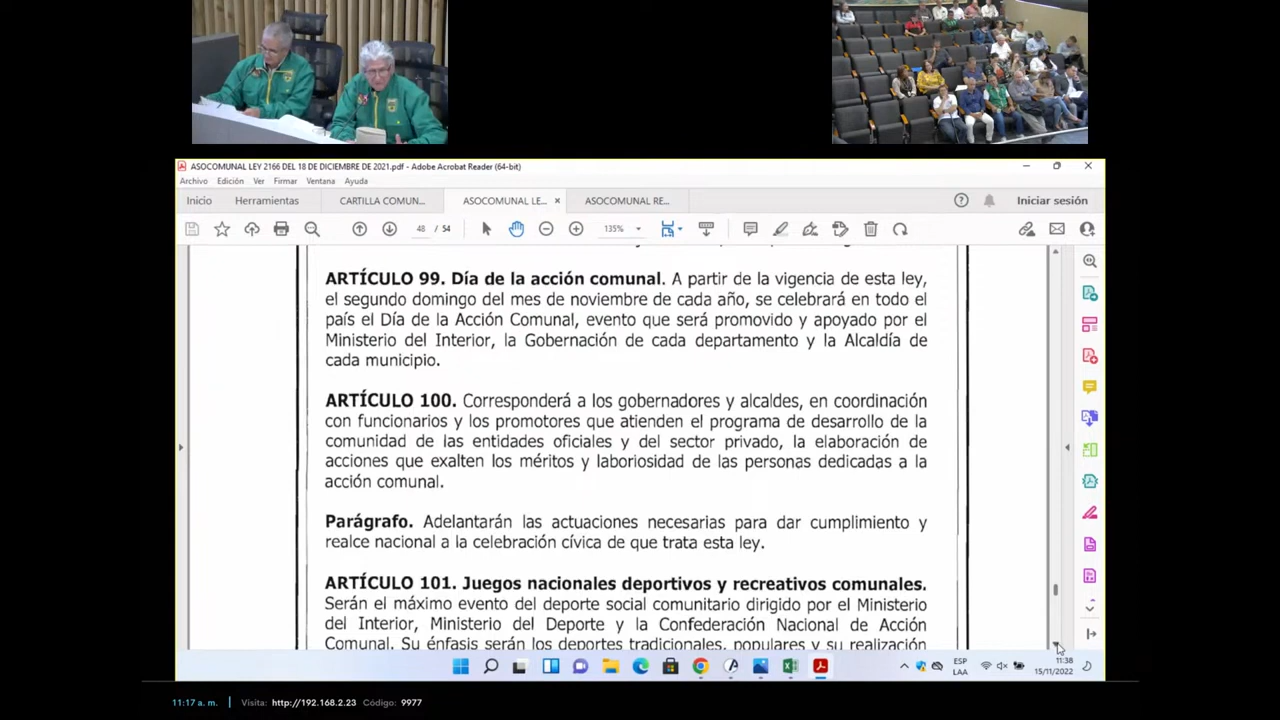 ASOCOMUNAL LEY 2166 DEL 18 DE DICIEMBRE DE 2021.pdf - Adobe Acrobat Reader (64-bit)
Archivo Edición Ver Firmar Ventana Ayuda
Inicio Herramientas CARTILLA COMUN... ASOCOMUNAL LE... × ASOCOMUNAL RE... Iniciar sesión
48 / 54 135%
ARTÍCULO 99. Día de la acción comunal. A partir de la vigencia de esta ley,
el segundo domingo del mes de noviembre de cada año, se celebrará en todo el
país el Día de la Acción Comunal, evento que será promovido y apoyado por el
Ministerio del Interior, la Gobernación de cada departamento y la Alcaldía de
cada municipio.
ARTÍCULO 100. Corresponderá a los gobernadores y alcaldes, en coordinación
con funcionarios y los promotores que atienden el programa de desarrollo de la
comunidad de las entidades oficiales y del sector privado, la elaboración de
acciones que exalten los méritos y laboriosidad de las personas dedicadas a la
acción comunal.
Parágrafo. Adelantarán las actuaciones necesarias para dar cumplimiento y
realce nacional a la celebración cívica de que trata esta ley.
ARTÍCULO 101. Juegos nacionales deportivos y recreativos comunales.
Serán el máximo evento del deporte social comunitario dirigido por el Ministerio
del Interior, Ministerio del Deporte y la Confederación Nacional de Acción
Comunal. Su énfasis serán los deportes tradicionales, populares y su realización
ESP
LAA
11:38
15/11/2022
11:17 a. m. | Visita: http://192.168.2.23 Código: 9977